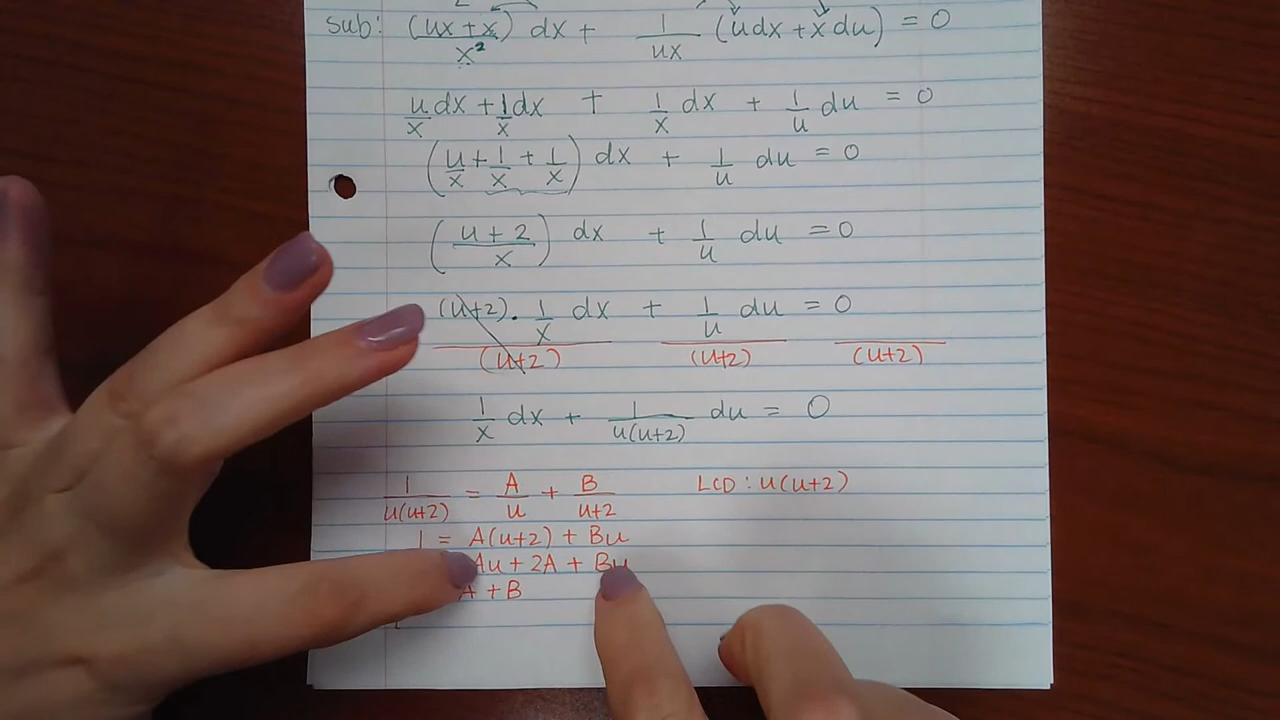 sub: (ux + x)/x² dx + 1/ux (udx + x du) = 0
u/x dx + 1/x dx + 1/x dx + 1/u du = 0
(u/x + 1/x + 1/x) dx + 1/u du = 0
((u + 2)/x) dx + 1/u du = 0
(u+2) · 1/x dx + 1/u du = 0
(u+2) (u+2) (u+2)
1/x dx + 1/u(u+2) du = 0
1/u(u+2) = A/u + B/u+2 LCD: u(u+2)
1 = A(u+2) + Bu
Au + 2A + Bu
A + B